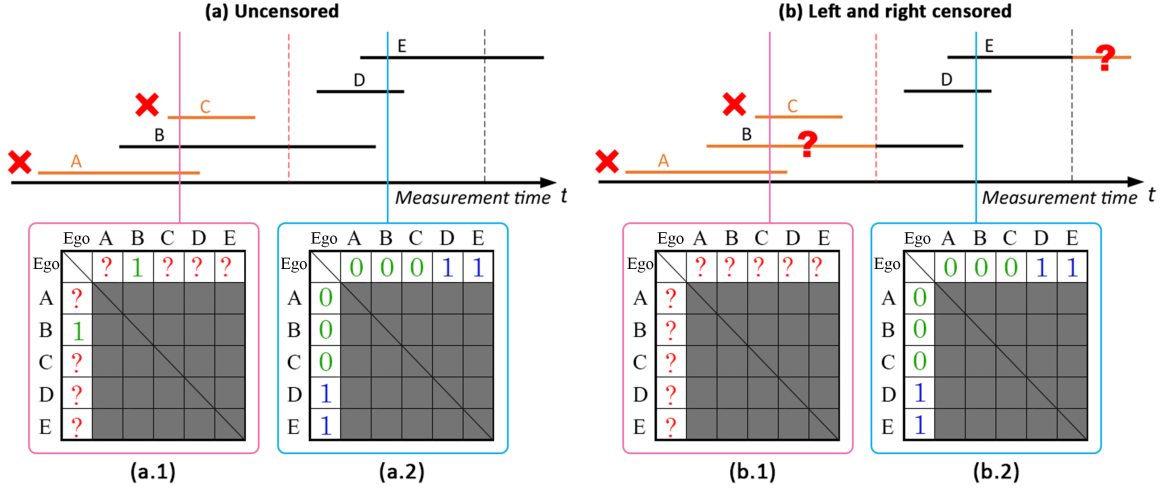 (a) Uncensored
E
D
C
B
A
Measurement time t
Ego A B C D E
Ego ? 1 ? ? ?
A ?
B 1
C ?
D ?
E ?
(a.1)
Ego A B C D E
Ego 0 0 0 1 1
A 0
B 0
C 0
D 1
E 1
(a.2)
(b) Left and right censored
E ?
D
C
B ?
A
Measurement time t
Ego A B C D E
Ego ? ? ? ? ?
A ?
B ?
C ?
D ?
E ?
(b.1)
Ego A B C D E
Ego 0 0 0 1 1
A 0
B 0
C 0
D 1
E 1
(b.2)